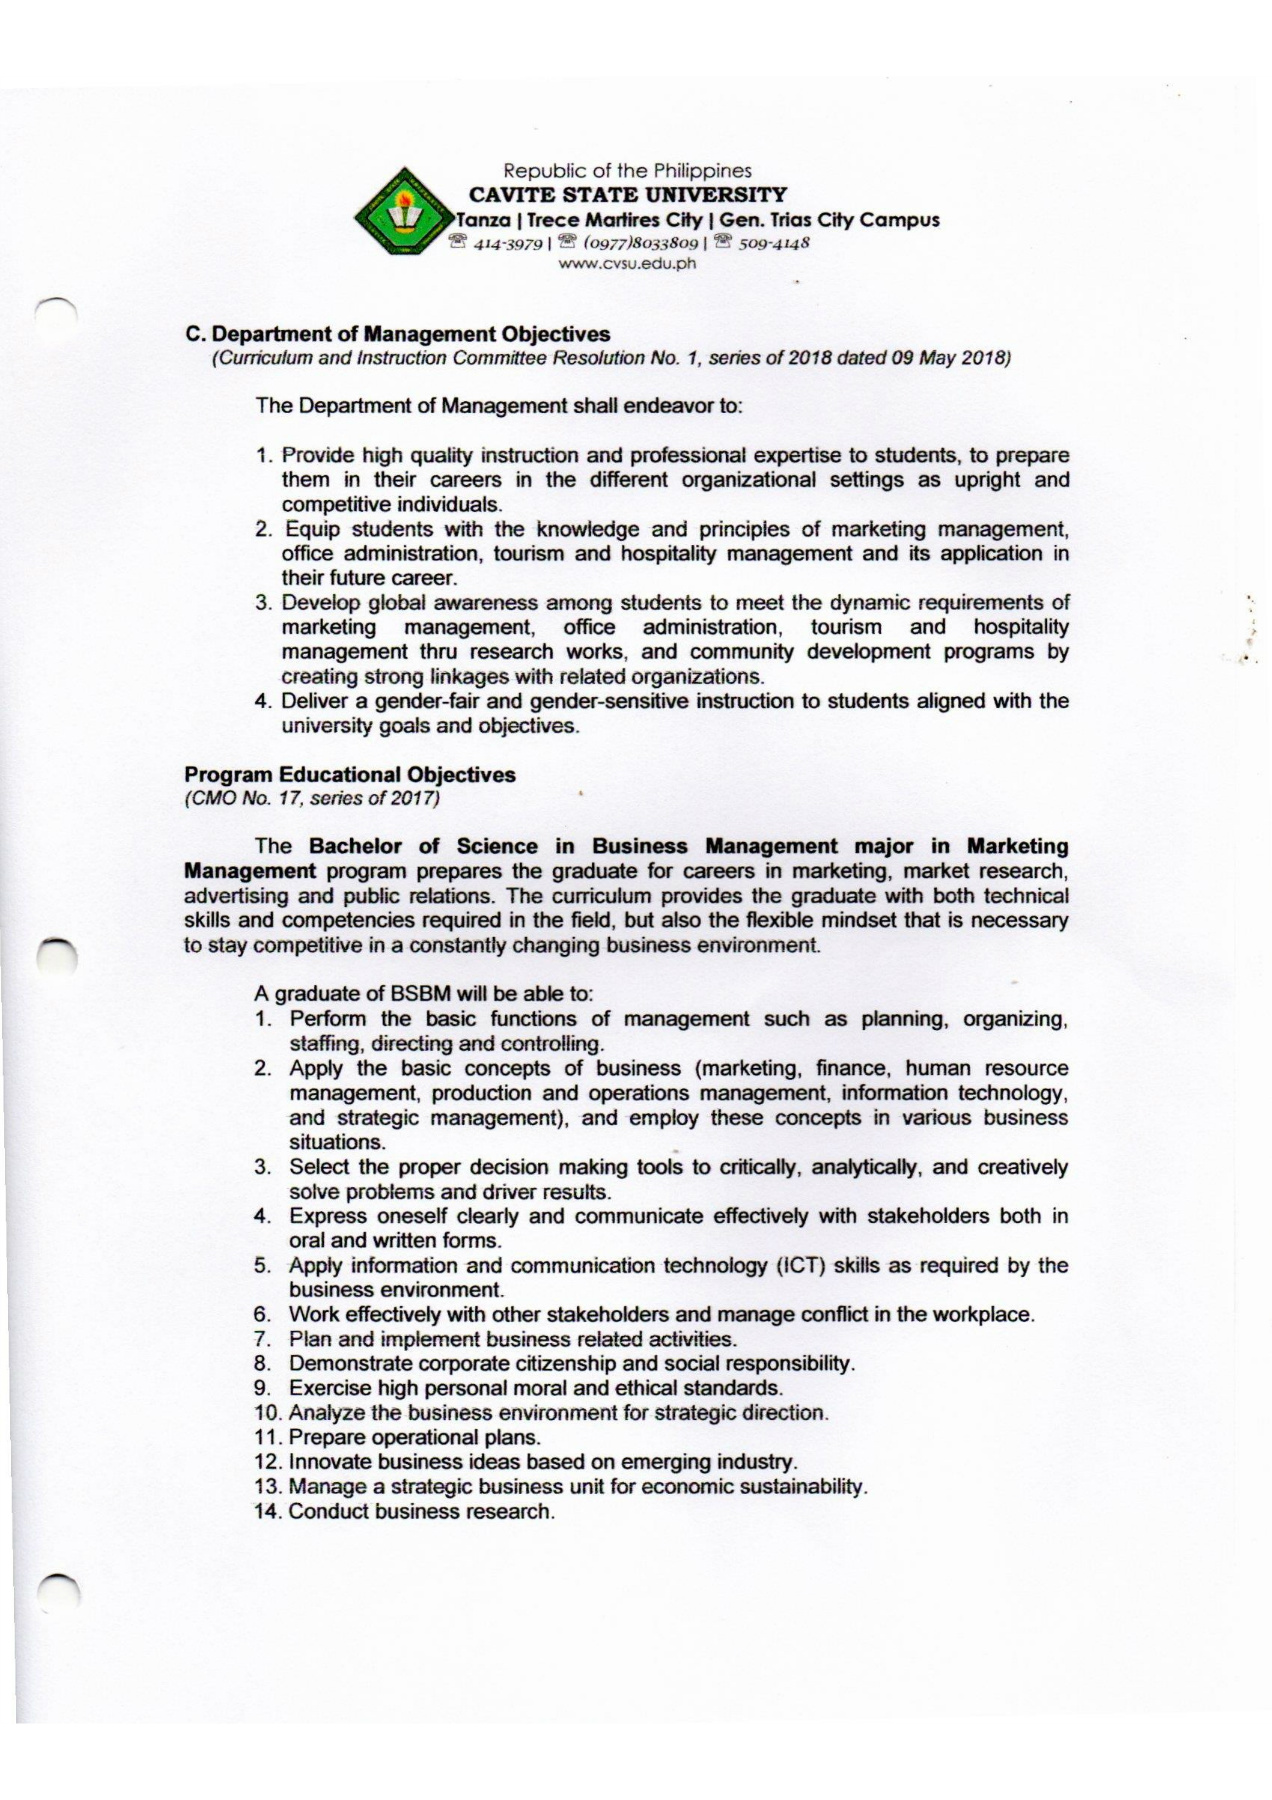 Republic of the Philippines
CAVITE STATE UNIVERSITY
Tanza | Trece Martires City | Gen. Trias City Campus
☎ 414-3979 | ☎ (0977)8033809 | ☎ 509-4148
www.cvsu.edu.ph
C. Department of Management Objectives
(Curriculum and Instruction Committee Resolution No. 1, series of 2018 dated 09 May 2018)
The Department of Management shall endeavor to:
1. Provide high quality instruction and professional expertise to students, to prepare
them in their careers in the different organizational settings as upright and
competitive individuals.
2. Equip students with the knowledge and principles of marketing management,
office administration, tourism and hospitality management and its application in
their future career.
3. Develop global awareness among students to meet the dynamic requirements of
marketing management, office administration, tourism and hospitality
management thru research works, and community development programs by
creating strong linkages with related organizations.
4. Deliver a gender-fair and gender-sensitive instruction to students aligned with the
university goals and objectives.
Program Educational Objectives
(CMO No. 17, series of 2017)
The Bachelor of Science in Business Management major in Marketing
Management program prepares the graduate for careers in marketing, market research,
advertising and public relations. The curriculum provides the graduate with both technical
skills and competencies required in the field, but also the flexible mindset that is necessary
to stay competitive in a constantly changing business environment.
A graduate of BSBM will be able to:
1. Perform the basic functions of management such as planning, organizing,
staffing, directing and controlling.
2. Apply the basic concepts of business (marketing, finance, human resource
management, production and operations management, information technology,
and strategic management), and employ these concepts in various business
situations.
3. Select the proper decision making tools to critically, analytically, and creatively
solve problems and driver results.
4. Express oneself clearly and communicate effectively with stakeholders both in
oral and written forms.
5. Apply information and communication technology (ICT) skills as required by the
business environment.
6. Work effectively with other stakeholders and manage conflict in the workplace.
7. Plan and implement business related activities.
8. Demonstrate corporate citizenship and social responsibility.
9. Exercise high personal moral and ethical standards.
10. Analyze the business environment for strategic direction.
11. Prepare operational plans.
12. Innovate business ideas based on emerging industry.
13. Manage a strategic business unit for economic sustainability.
14. Conduct business research.